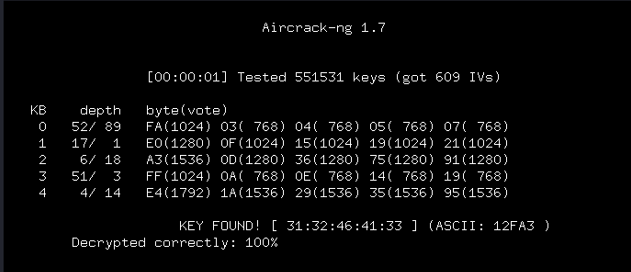 Aircrack-ng 1.7
[00:00:01] Tested 551531 keys (got 609 IVs)
KB depth byte(vote)
0 52/ 89 FA(1024) 03( 768) 04( 768) 05( 768) 07( 768)
1 17/ 1 E0(1280) 0F(1024) 15(1024) 19(1024) 21(1024)
2 6/ 18 A3(1536) 0D(1280) 36(1280) 75(1280) 91(1280)
3 51/ 3 FF(1024) 0A( 768) 0E( 768) 14( 768) 19( 768)
4 4/ 14 E4(1792) 1A(1536) 29(1536) 35(1536) 95(1536)
KEY FOUND! [ 31:32:46:41:33 ] (ASCII: 12FA3 )
Decrypted correctly: 100%